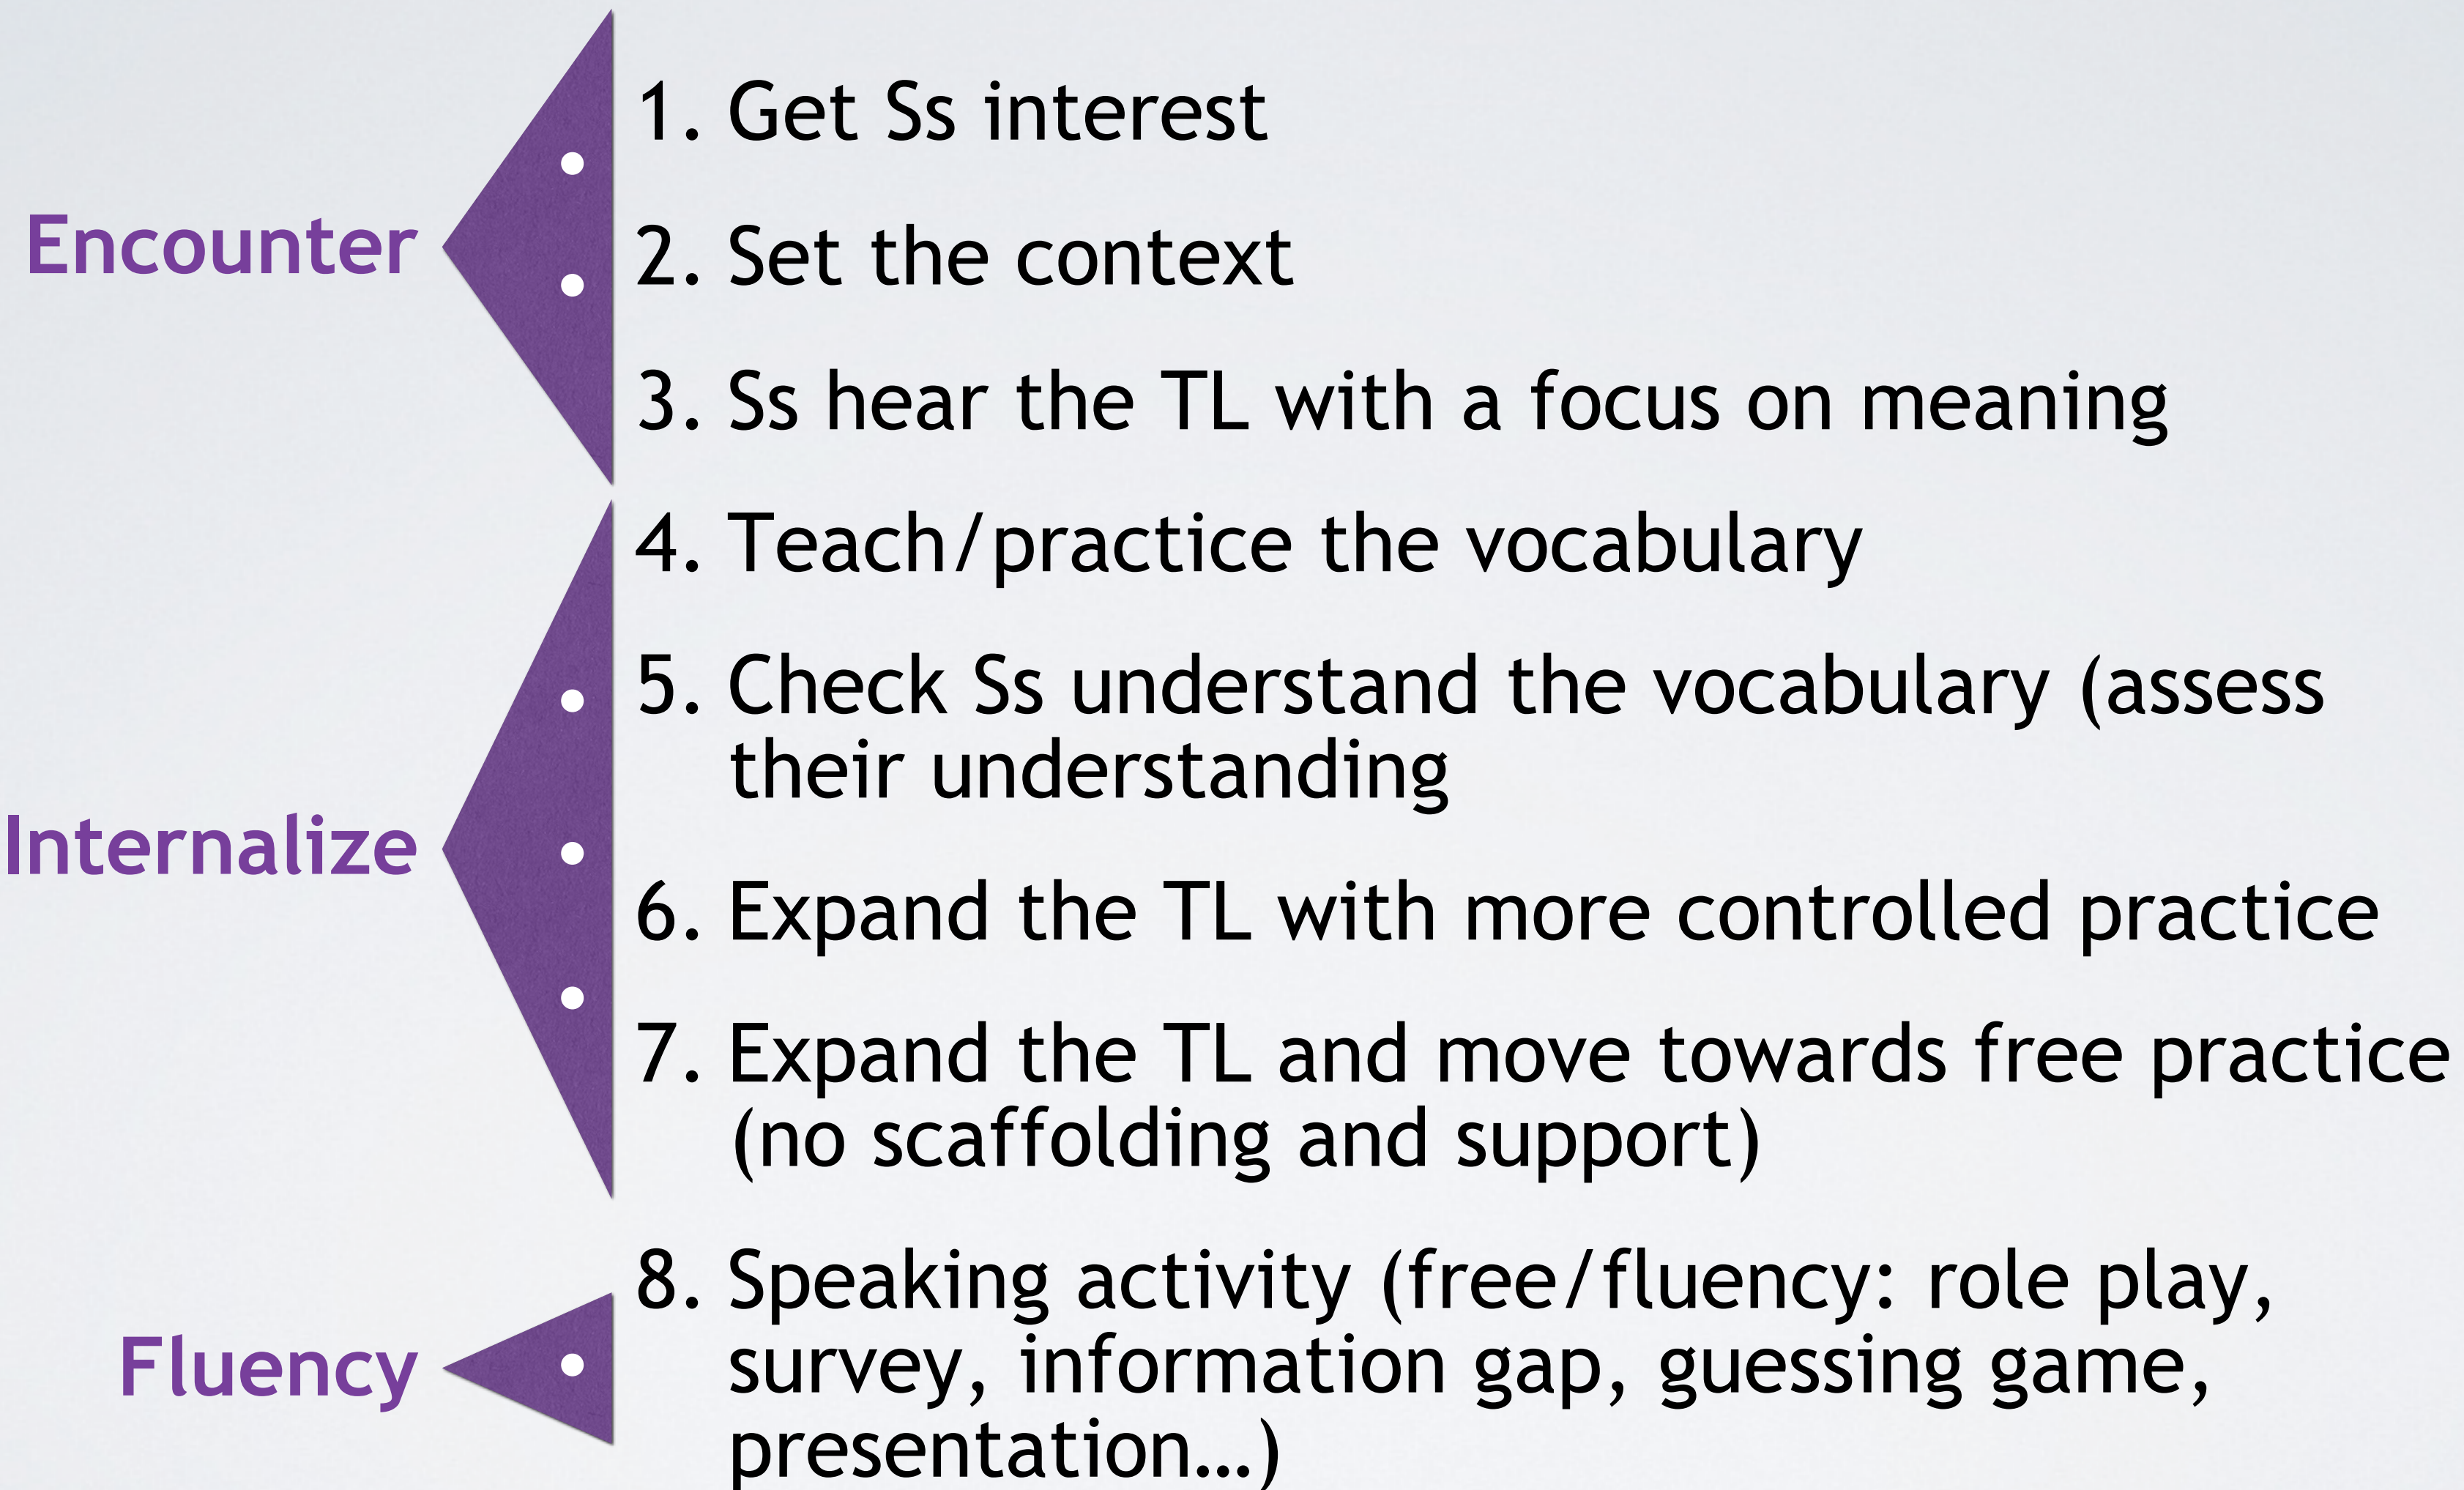 Encounter
1. Get Ss interest
2. Set the context
3. Ss hear the TL with a focus on meaning
Internalize
4. Teach/practice the vocabulary
5. Check Ss understand the vocabulary (assess
their understanding
6. Expand the TL with more controlled practice
7. Expand the TL and move towards free practice
(no scaffolding and support)
Fluency
8. Speaking activity (free/fluency: role play,
survey, information gap, guessing game,
presentation…)